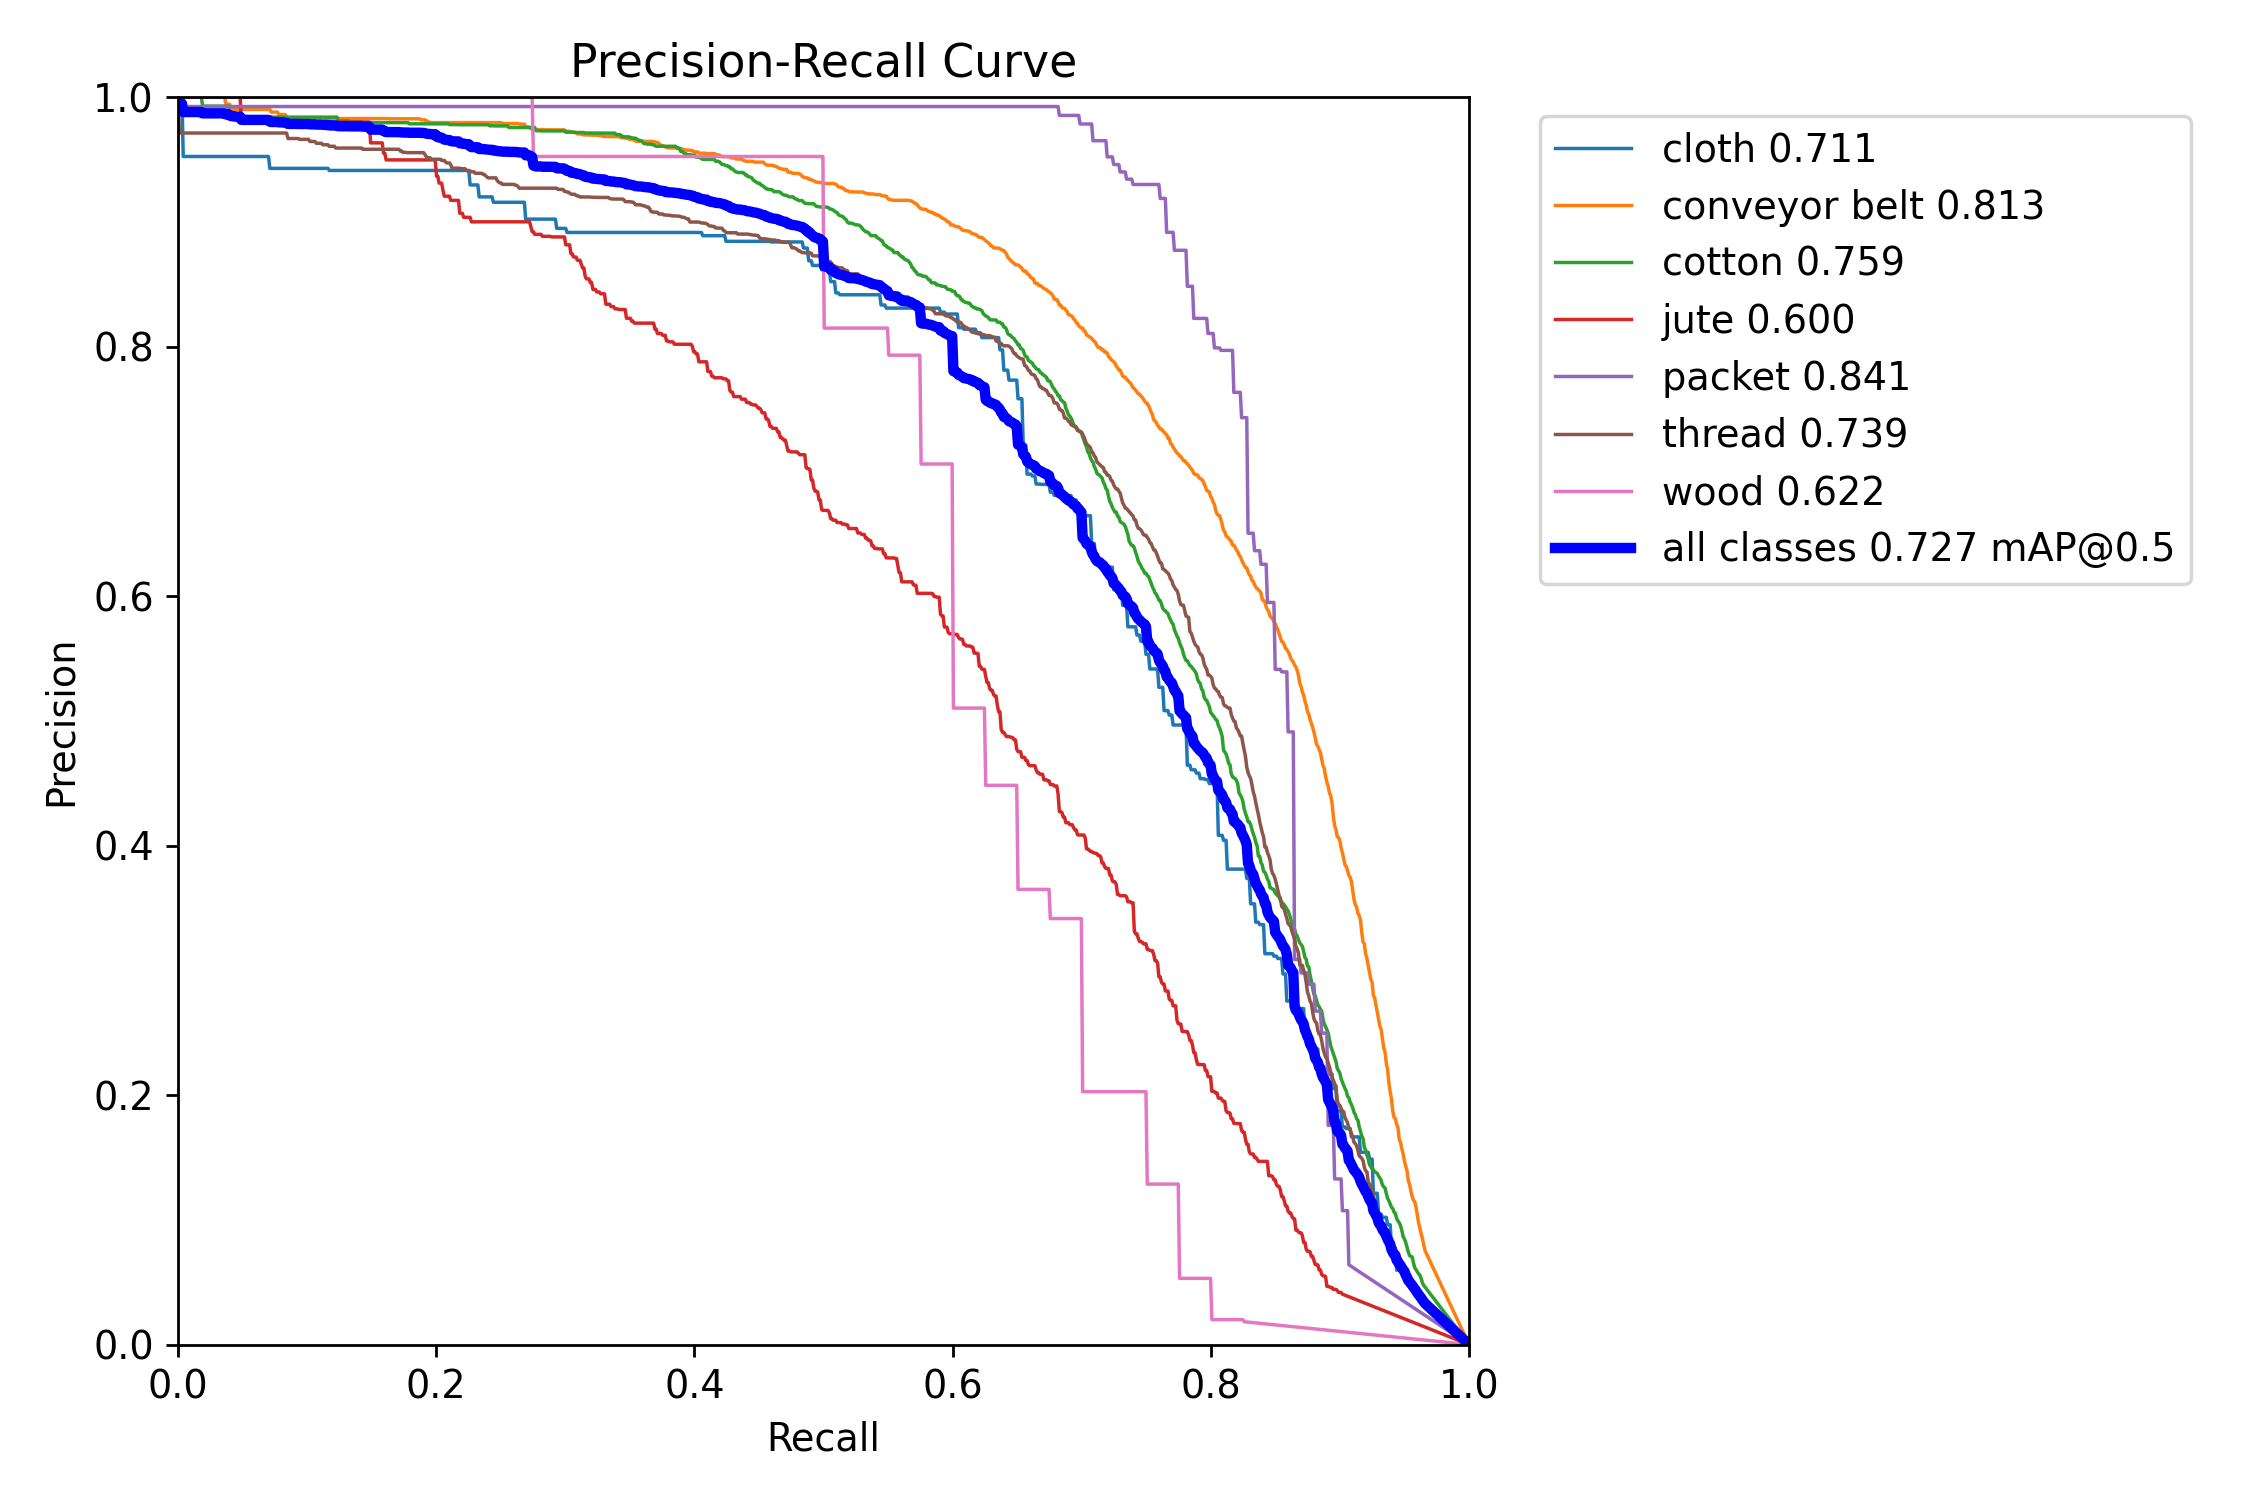 Precision-Recall Curve
1.0
0.8
0.6
0.4
0.2
0.0
Precision
0.0 0.2 0.4 0.6 0.8 1.0
Recall
cloth 0.711
conveyor belt 0.813
cotton 0.759
jute 0.600
packet 0.841
thread 0.739
wood 0.622
all classes 0.727 mAP@0.5